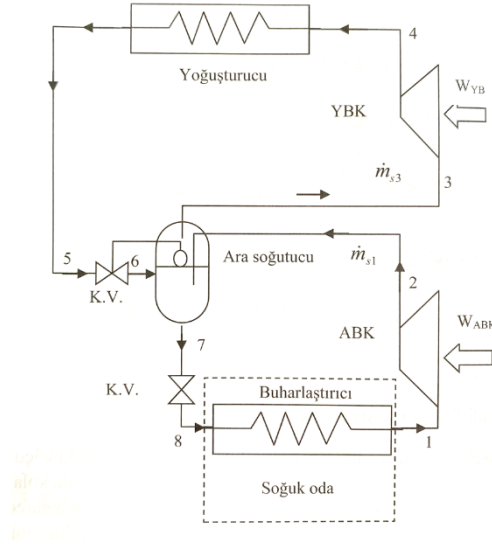 4
Yoğuşturucu
W_YB
YBK
ṁ_s3
3
5
6
Ara soğutucu
ṁ_s1
2
K.V.
ABK
W_ABK
7
K.V.
Buharlaştırıcı
8
1
Soğuk oda